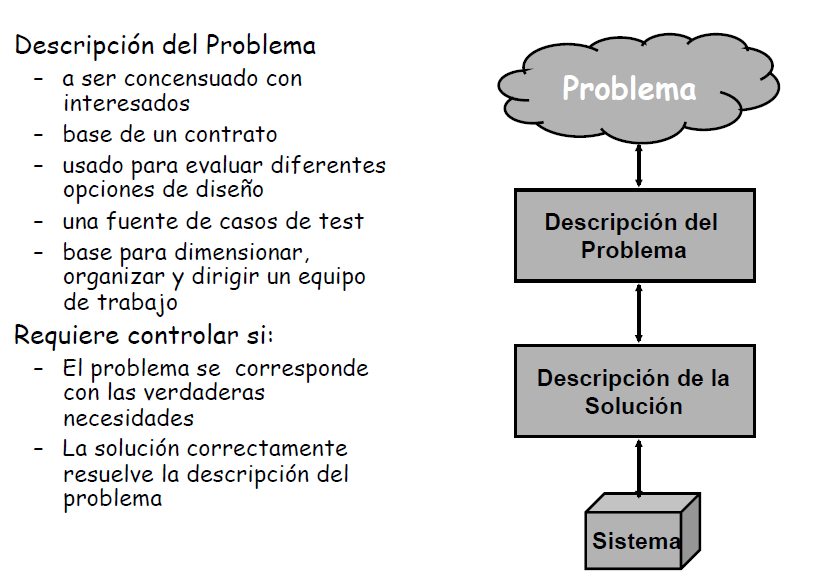 Descripción del Problema
– a ser concensuado con
interesados
– base de un contrato
– usado para evaluar diferentes
opciones de diseño
– una fuente de casos de test
– base para dimensionar,
organizar y dirigir un equipo
de trabajo
Requiere controlar si:
– El problema se corresponde
con las verdaderas
necesidades
– La solución correctamente
resuelve la descripción del
problema
Problema
Descripción del
Problema
Descripción de la
Solución
Sistema